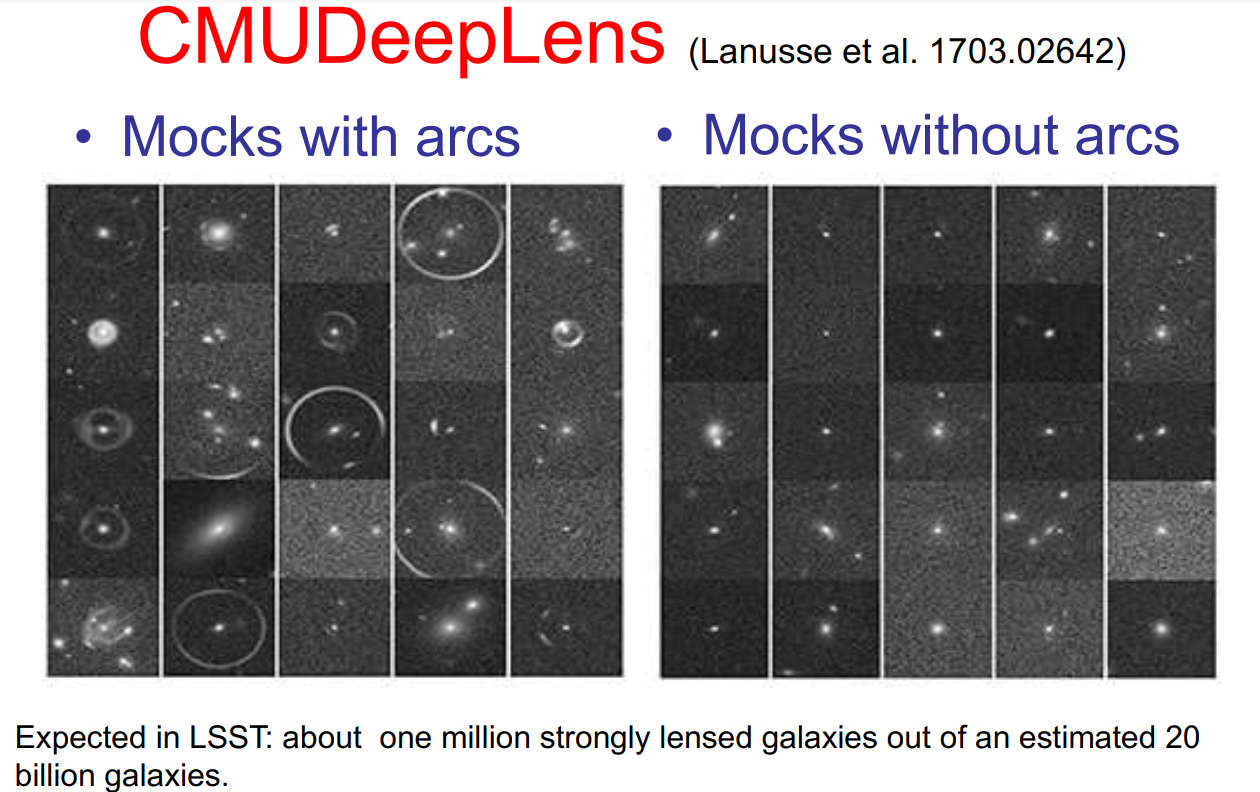 CMUDeepLens (Lanusse et al. 1703.02642)
• Mocks with arcs
• Mocks without arcs
Expected in LSST: about one million strongly lensed galaxies out of an estimated 20
billion galaxies.